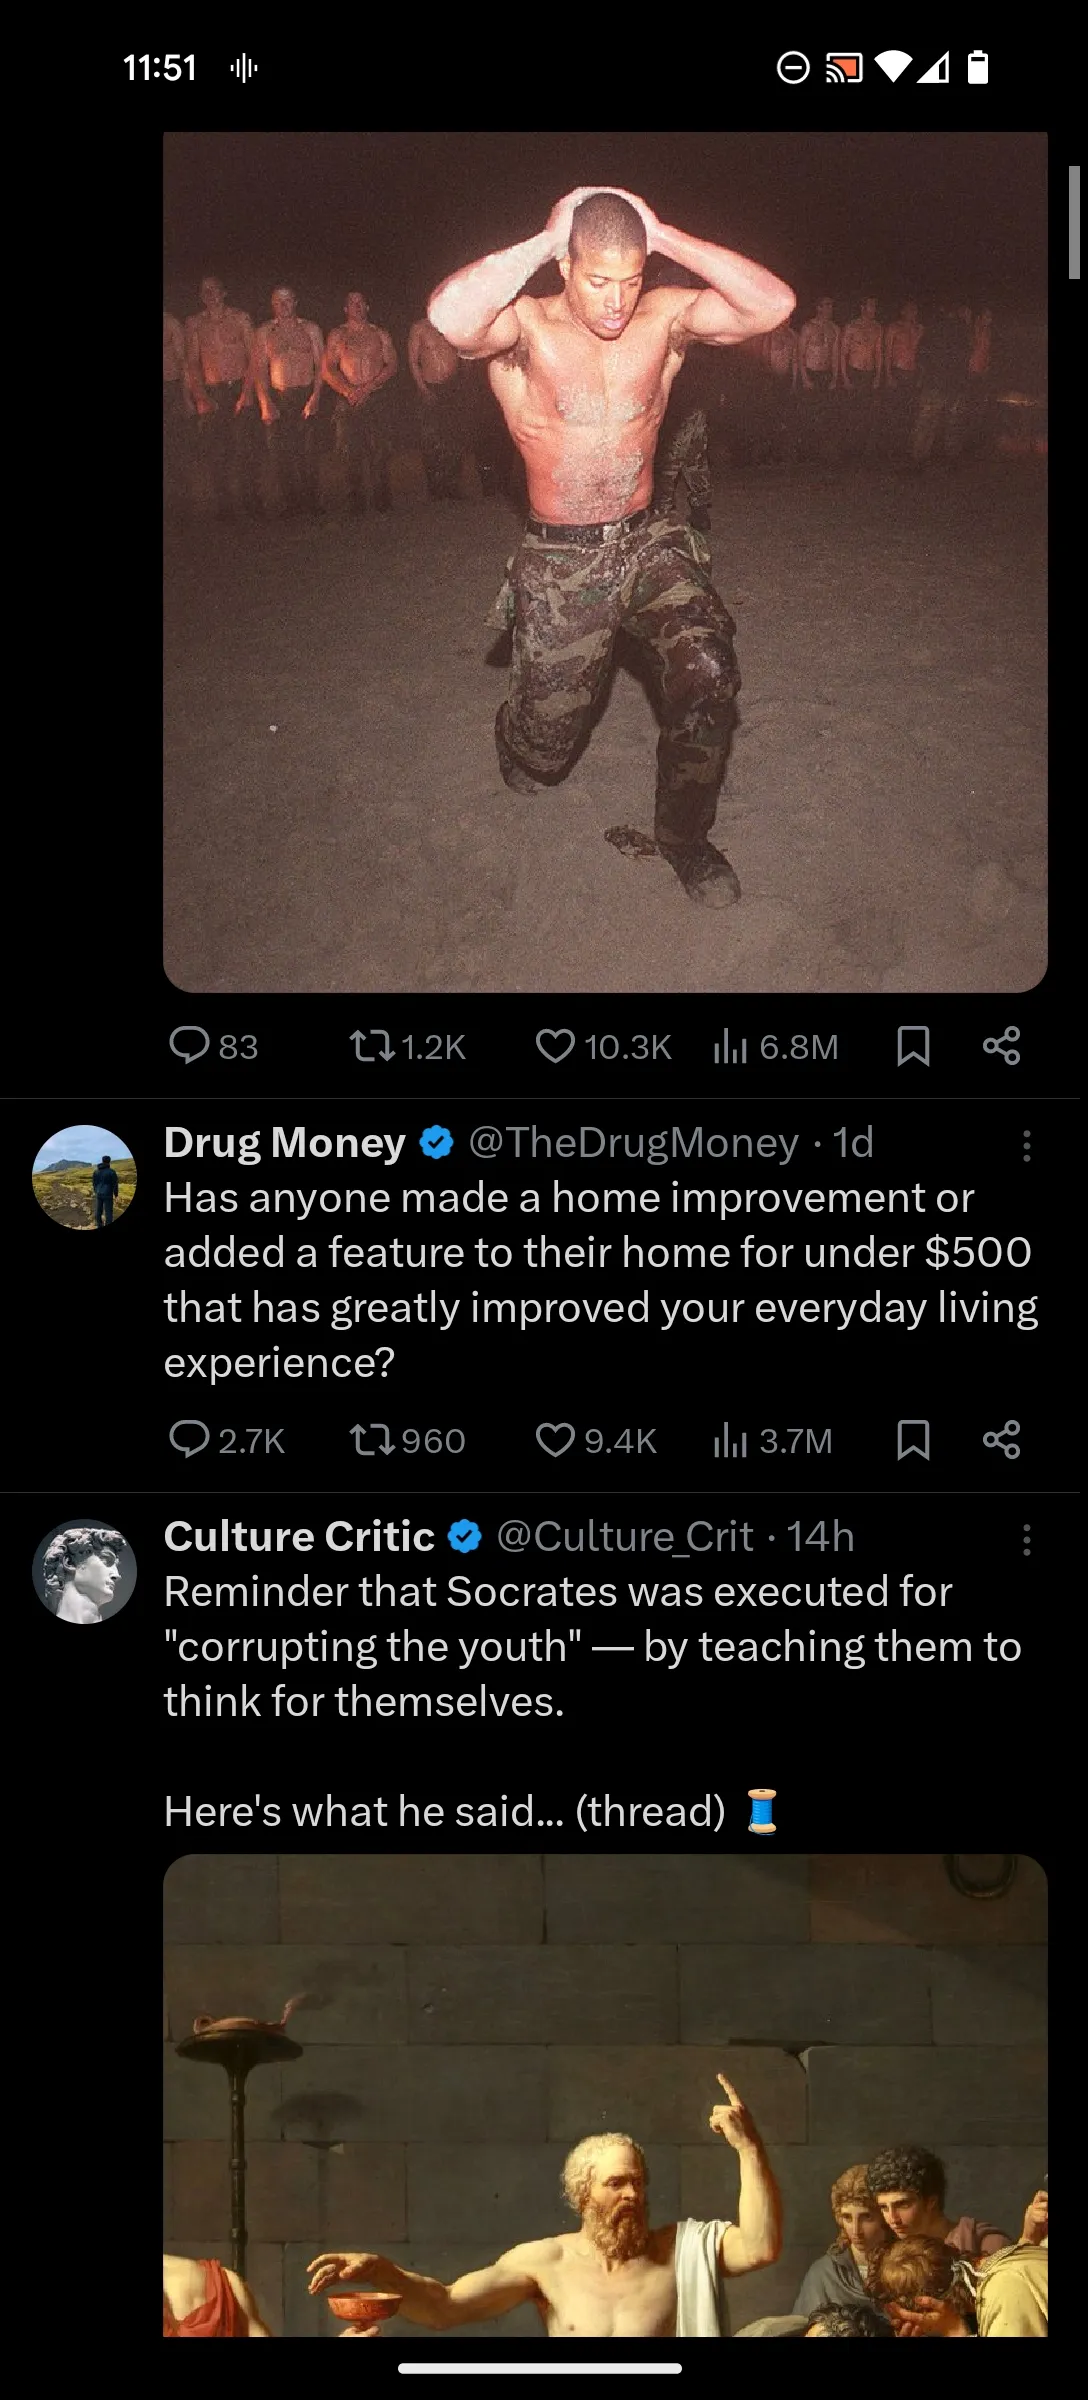 11:51
83 1.2K 10.3K 6.8M
Drug Money @TheDrugMoney · 1d
Has anyone made a home improvement or
added a feature to their home for under $500
that has greatly improved your everyday living
experience?
2.7K 960 9.4K 3.7M
Culture Critic @Culture_Crit · 14h
Reminder that Socrates was executed for
"corrupting the youth" — by teaching them to
think for themselves.
Here's what he said... (thread) 🧵